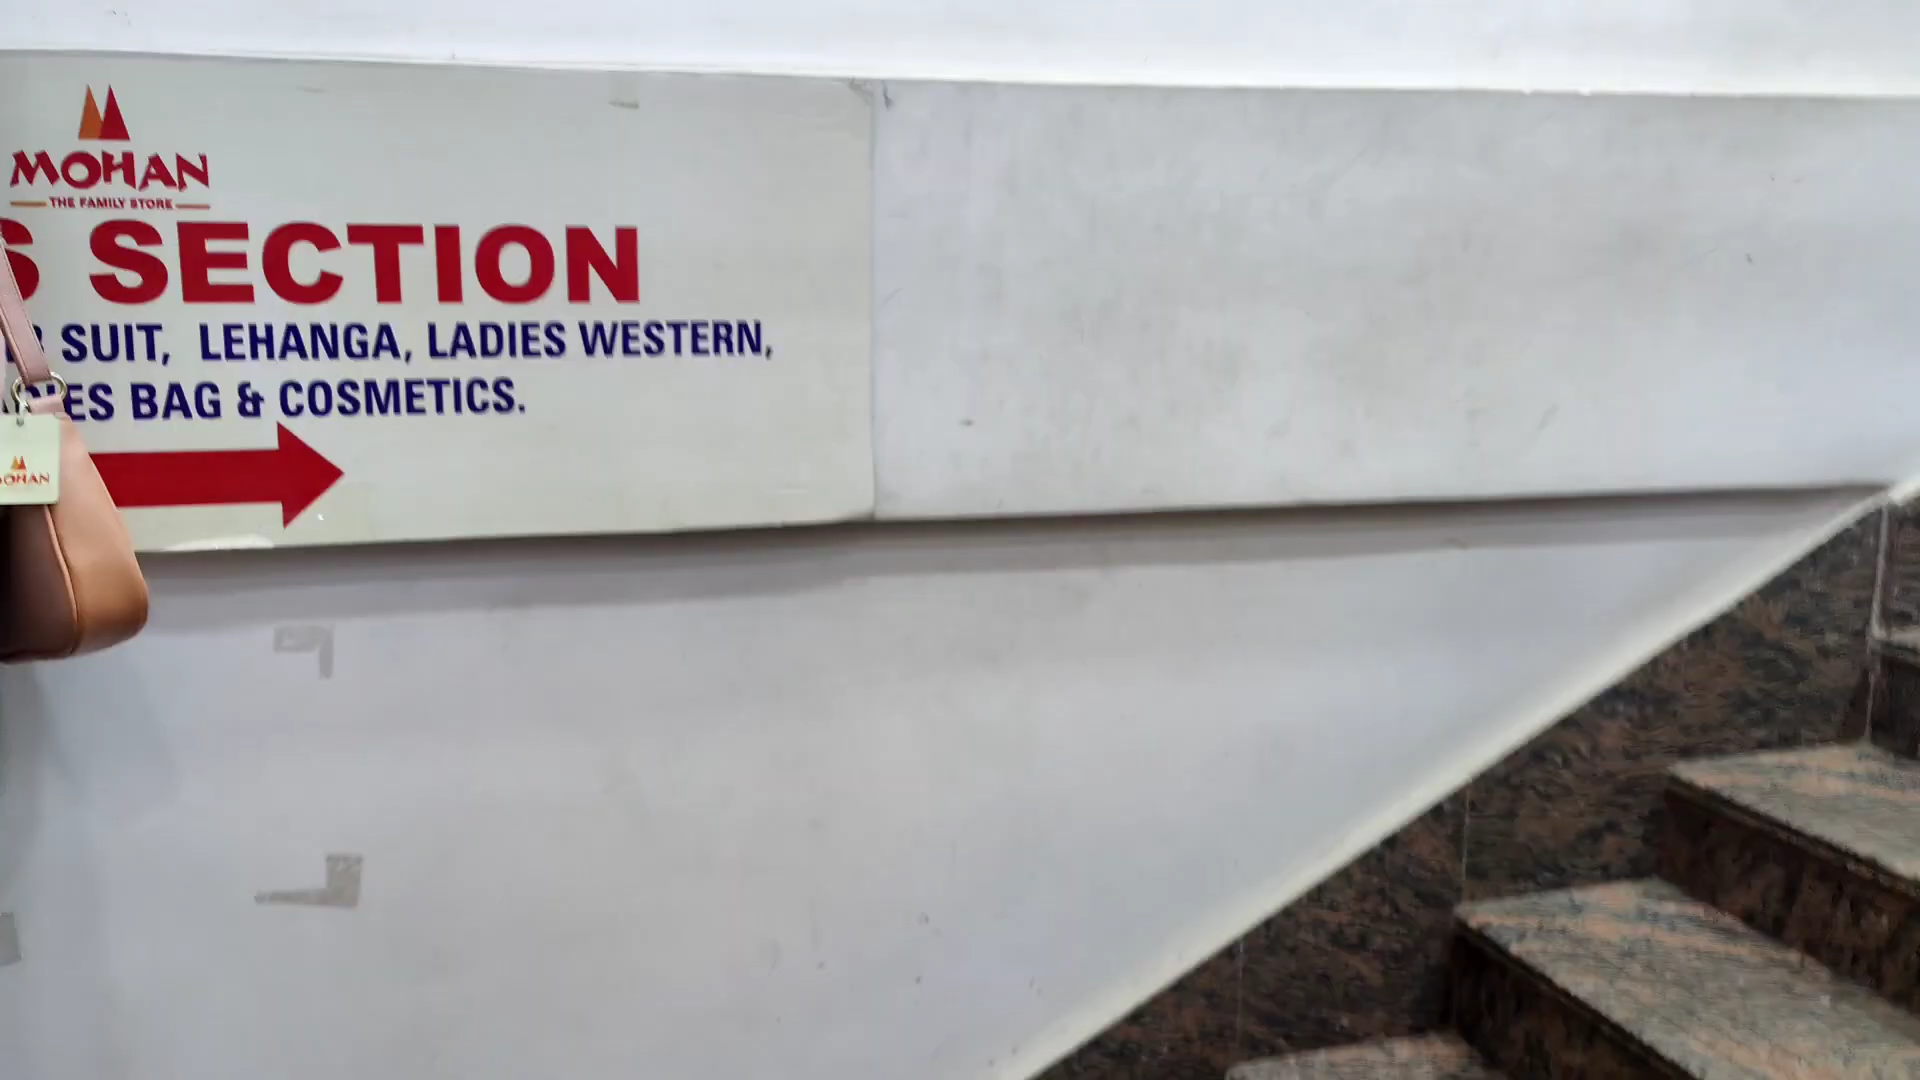 MOHAN
THE FAMILY STORE
S SECTION
SUIT, LEHANGA, LADIES WESTERN,
BAG & COSMETICS.
MOHAN